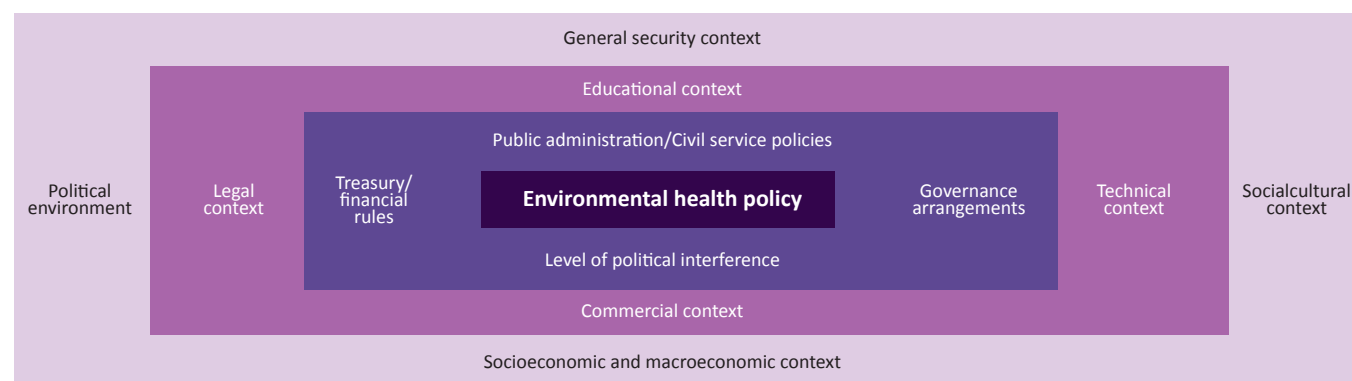 General security context
Educational context
Public administration/Civil service policies
Political
environment
Legal
context
Treasury/
financial
rules
Environmental health policy
Governance
arrangements
Technical
context
Socialcultural
context
Level of political interference
Commercial context
Socioeconomic and macroeconomic context